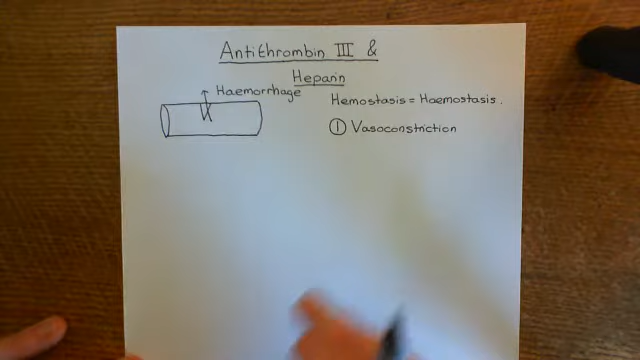 Antithrombin III &
Heparin
Haemorrhage
Hemostasis = Haemostasis.
① Vasoconstriction